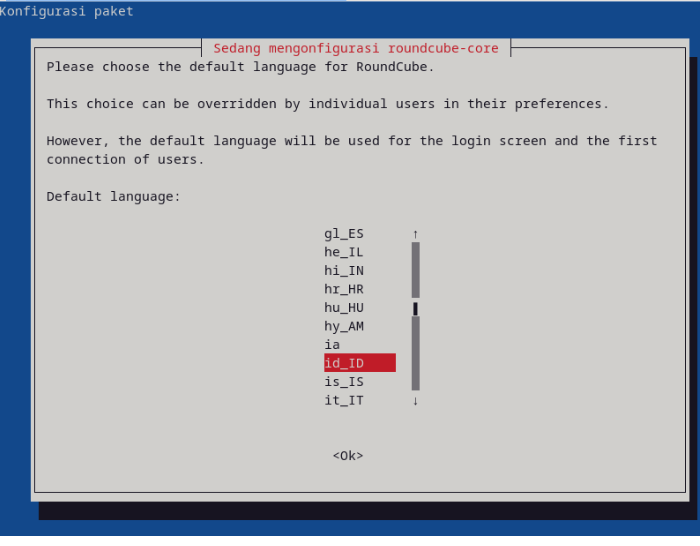 Konfigurasi paket
Sedang mengonfigurasi roundcube-core
Please choose the default language for RoundCube.
This choice can be overridden by individual users in their preferences.
However, the default language will be used for the login screen and the first
connection of users.
Default language:
gl_ES
he_IL
hi_IN
hr_HR
hu_HU
hy_AM
ia
id_ID
is_IS
it_IT
<Ok>